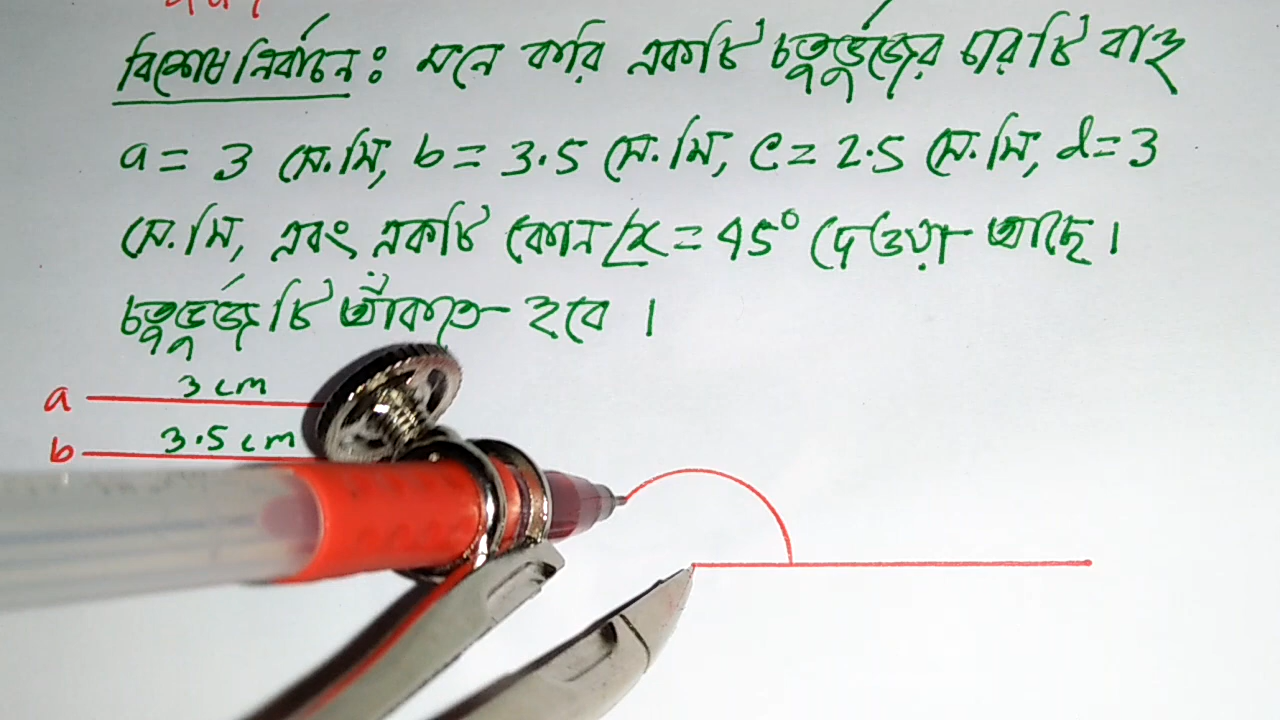 বিশেষ নির্বাচন: মনে করি একটি চতুর্ভুজের চারটি বাহু
a = 3 সে.মি, b = 3.5 সে.মি, c = 2.5 সে.মি, d = 3
সে.মি, এবং একটি কোন ∠x = 45° দেওয়া আছে।
চতুর্ভুজটি আঁকতে হবে।
a 3 cm
b 3.5 cm